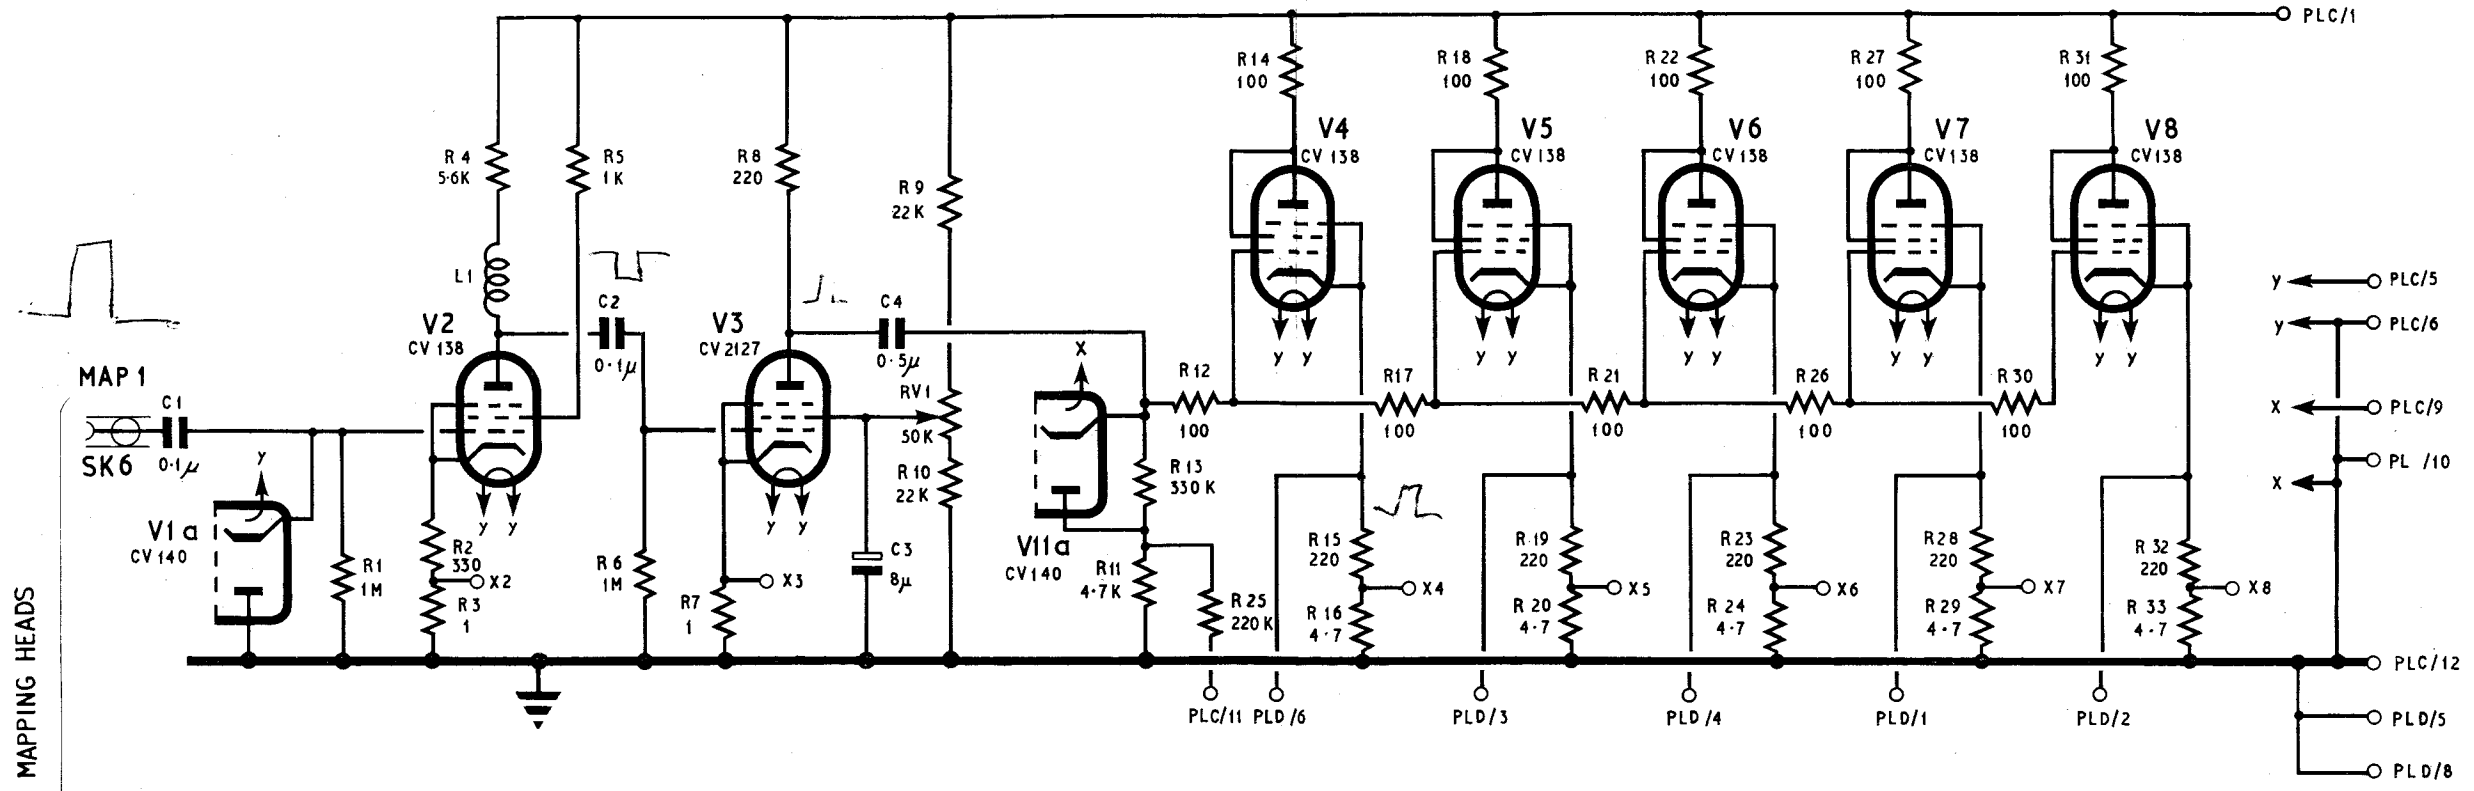 PLC/1
R14
100
R18
100
R22
100
R27
100
R31
100
V4
CV138
V5
CV138
V6
CV138
V7
CV138
V8
CV138
R4
5·6K
R5
1K
R8
220
R9
22K
L1
C2
0·1μ
C4
0·5μ
V2
CV138
V3
CV2127
RV1
50K
R10
22K
MAP 1
SK6
C1
0·1μ
V1a
CV140
y
R1
1M
y y
R2
330
X2
R3
1
R6
1M
y y
X3
R7
1
C3
8μ
X
V11a
CV140
R12
100
R13
330K
R11
4·7K
R25
220K
y y
y y
y y
y y
y y
R17
100
R21
100
R26
100
R30
100
R15
220
X4
R16
4·7
R19
220
X5
R20
4·7
R23
220
X6
R24
4·7
R28
220
X7
R29
4·7
R32
220
X8
R33
4·7
y PLC/5
y PLC/6
X PLC/9
PL /10
X
PLC/12
PLD/5
PLD/8
PLC/11
PLD/6
PLD/3
PLD/4
PLD/1
PLD/2
MAPPING HEADS